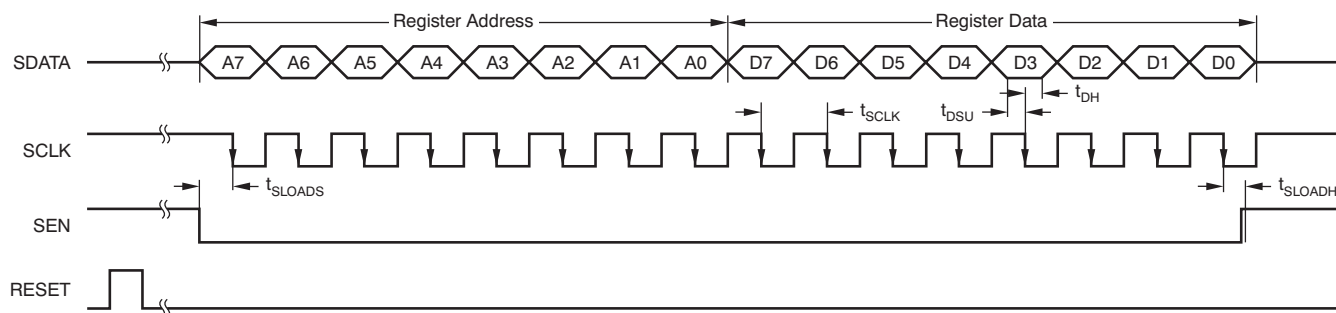 Register Address Register Data
SDATA A7 A6 A5 A4 A3 A2 A1 A0 D7 D6 D5 D4 D3 D2 D1 D0
tSCLK tDSU tDH
SCLK
tSLOADS tSLOADH
SEN
RESET